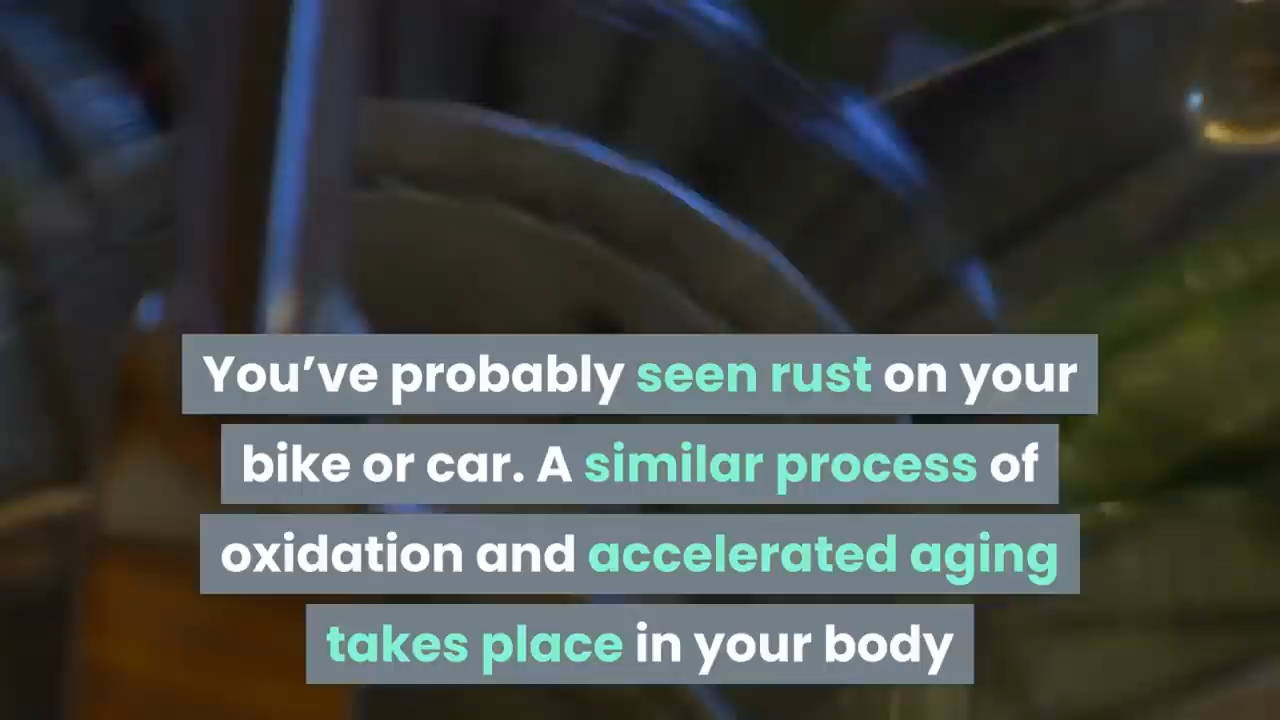 You’ve probably seen rust on your
bike or car. A similar process of
oxidation and accelerated aging
takes place in your body